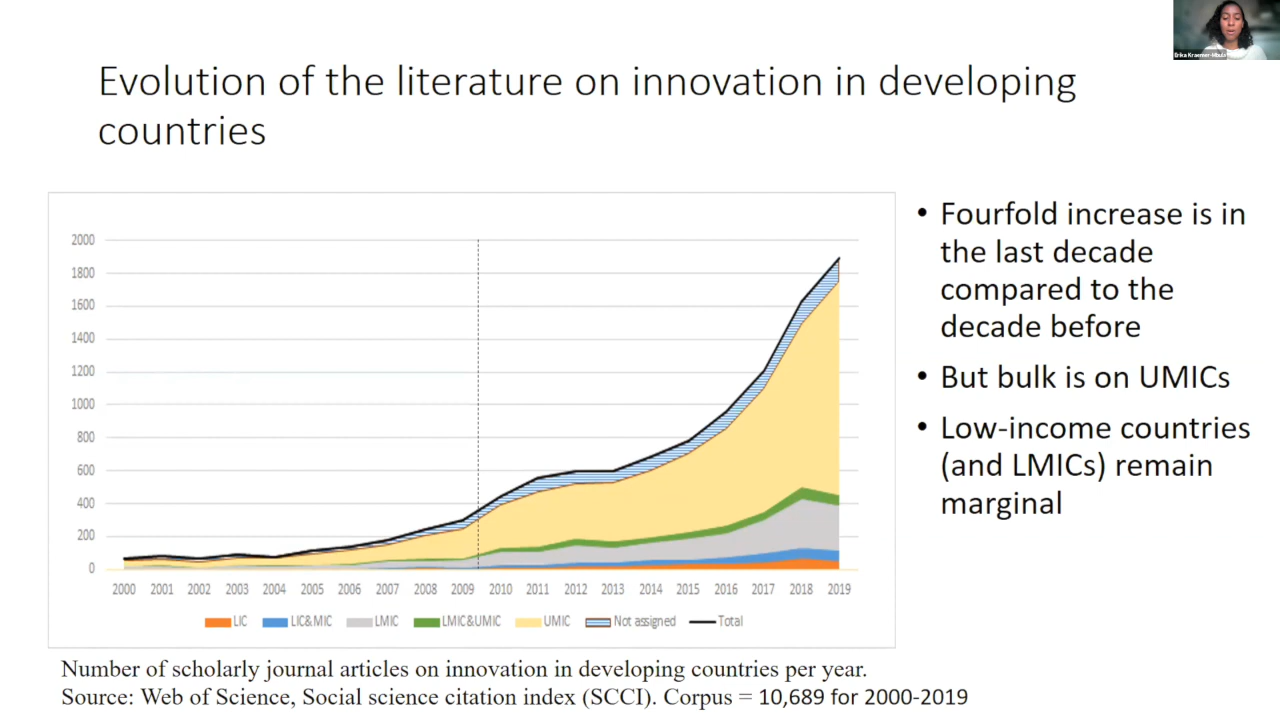 Erika Kraemer-Mbula
Evolution of the literature on innovation in developing
countries
2000
1800
1600
1400
1200
1000
800
600
400
200
0
2000 2001 2002 2003 2004 2005 2006 2007 2008 2009 2010 2011 2012 2013 2014 2015 2016 2017 2018 2019
LIC LIC&MIC LMIC LMIC&UMIC UMIC Not assigned Total
• Fourfold increase is in
the last decade
compared to the
decade before
• But bulk is on UMICs
• Low-income countries
(and LMICs) remain
marginal
Number of scholarly journal articles on innovation in developing countries per year.
Source: Web of Science, Social science citation index (SCCI). Corpus = 10,689 for 2000-2019